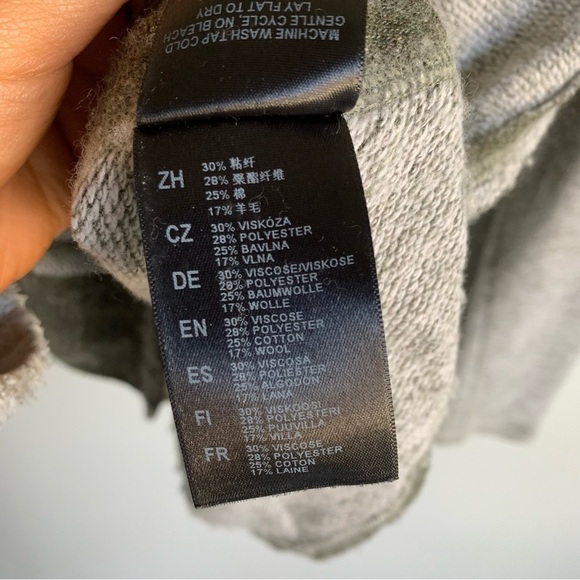 MACHINE WASH TAP COLD
GENTLE CYCLE, NO BLEACH
LAY FLAT TO DRY
ZH
30% 粘纤
28% 聚酯纤维
25% 棉
17% 羊毛
CZ
30% VISKÓZA
28% POLYESTER
25% BAVLNA
17% VLNA
DE
30% VISCOSE/VISKOSE
28% POLYESTER
25% BAUMWOLLE
17% WOLLE
EN
30% VISCOSE
28% POLYESTER
25% COTTON
17% WOOL
ES
30% VISCOSA
28% POLIESTER
25% ALGODON
17% LANA
FI
30% VISKOOSI
28% POLYESTERI
25% PUUVILLA
17% VILLA
FR
30% VISCOSE
28% POLYESTER
25% COTON
17% LAINE